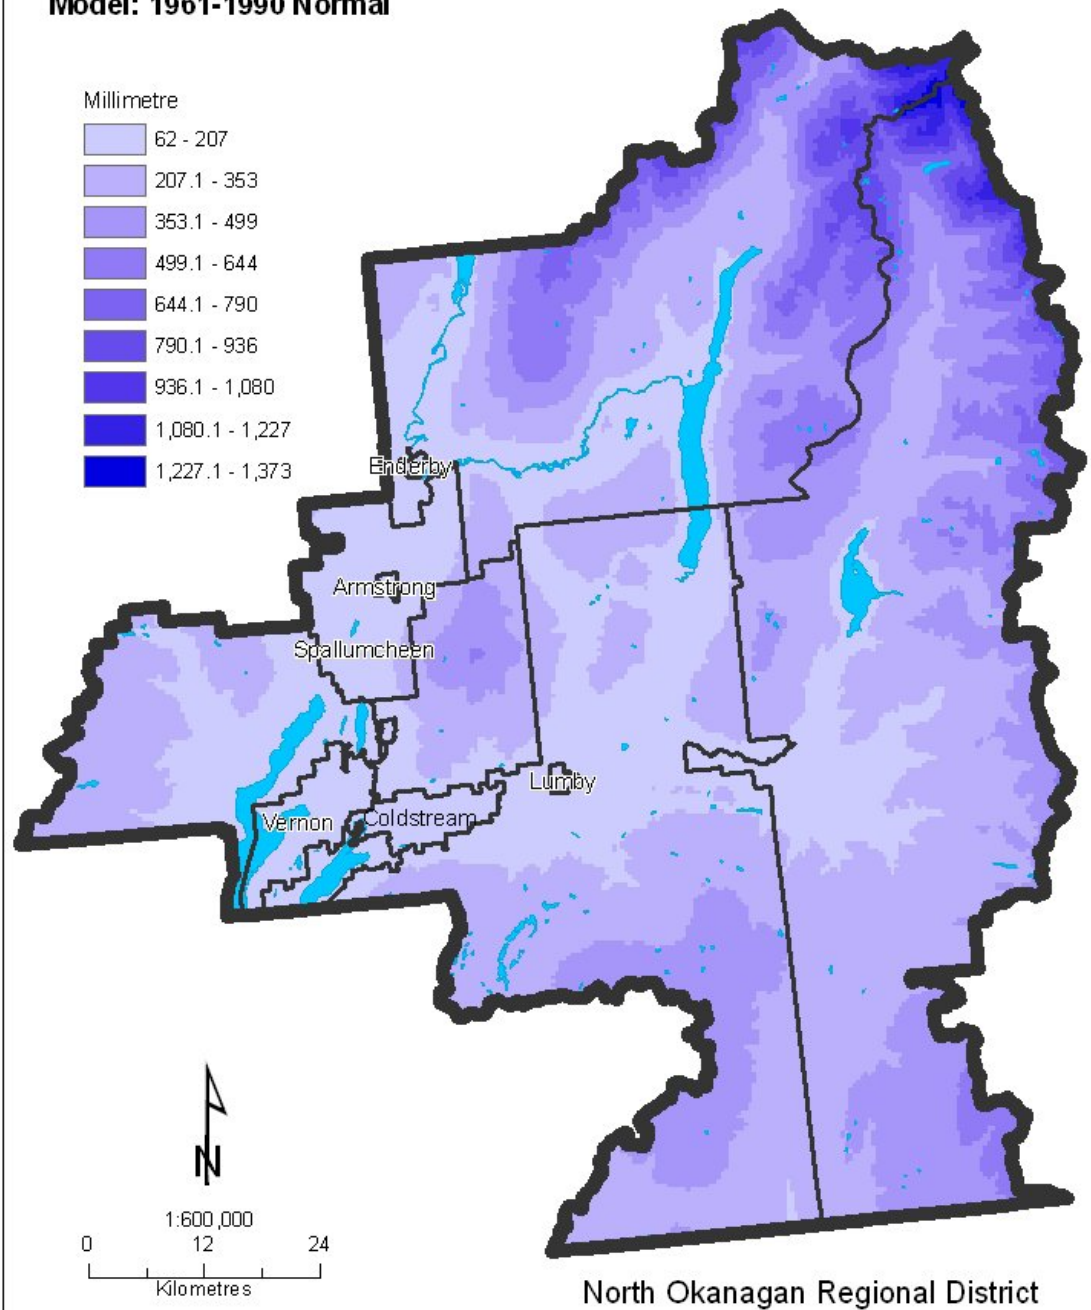 Model: 1961-1990 Normal
Millimetre
62 - 207
207.1 - 353
353.1 - 499
499.1 - 644
644.1 - 790
790.1 - 936
936.1 - 1,080
1,080.1 - 1,227
1,227.1 - 1,373
Enderby
Armstrong
Spallumcheen
Lumby
Vernon
Coldstream
N
1:600,000
0 12 24
Kilometres
North Okanagan Regional District